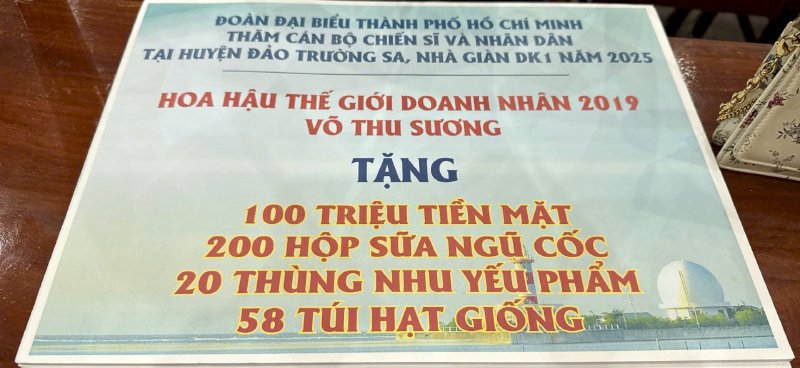 ĐOÀN ĐẠI BIỂU THÀNH PHỐ HỒ CHÍ MINH
THĂM CÁN BỘ CHIẾN SĨ VÀ NHÂN DÂN
TẠI HUYỆN ĐẢO TRƯỜNG SA, NHÀ GIÀN DK1 NĂM 2025
HOA HẬU THẾ GIỚI DOANH NHÂN 2019
VÕ THU SƯƠNG
TẶNG
100 TRIỆU TIỀN MẶT
200 HỘP SỮA NGŨ CỐC
20 THÙNG NHU YẾU PHẨM
58 TÚI HẠT GIỐNG